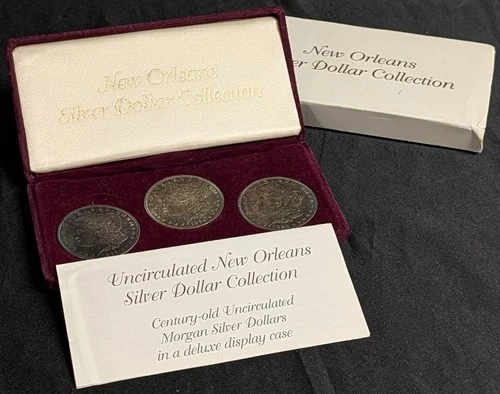 New Orleans
Silver Dollar Collection
New Orleans
er Dollar Collection
Uncirculated New Orleans
Silver Dollar Collection
Century-old Uncirculated
Morgan Silver Dollars
in a deluxe display case